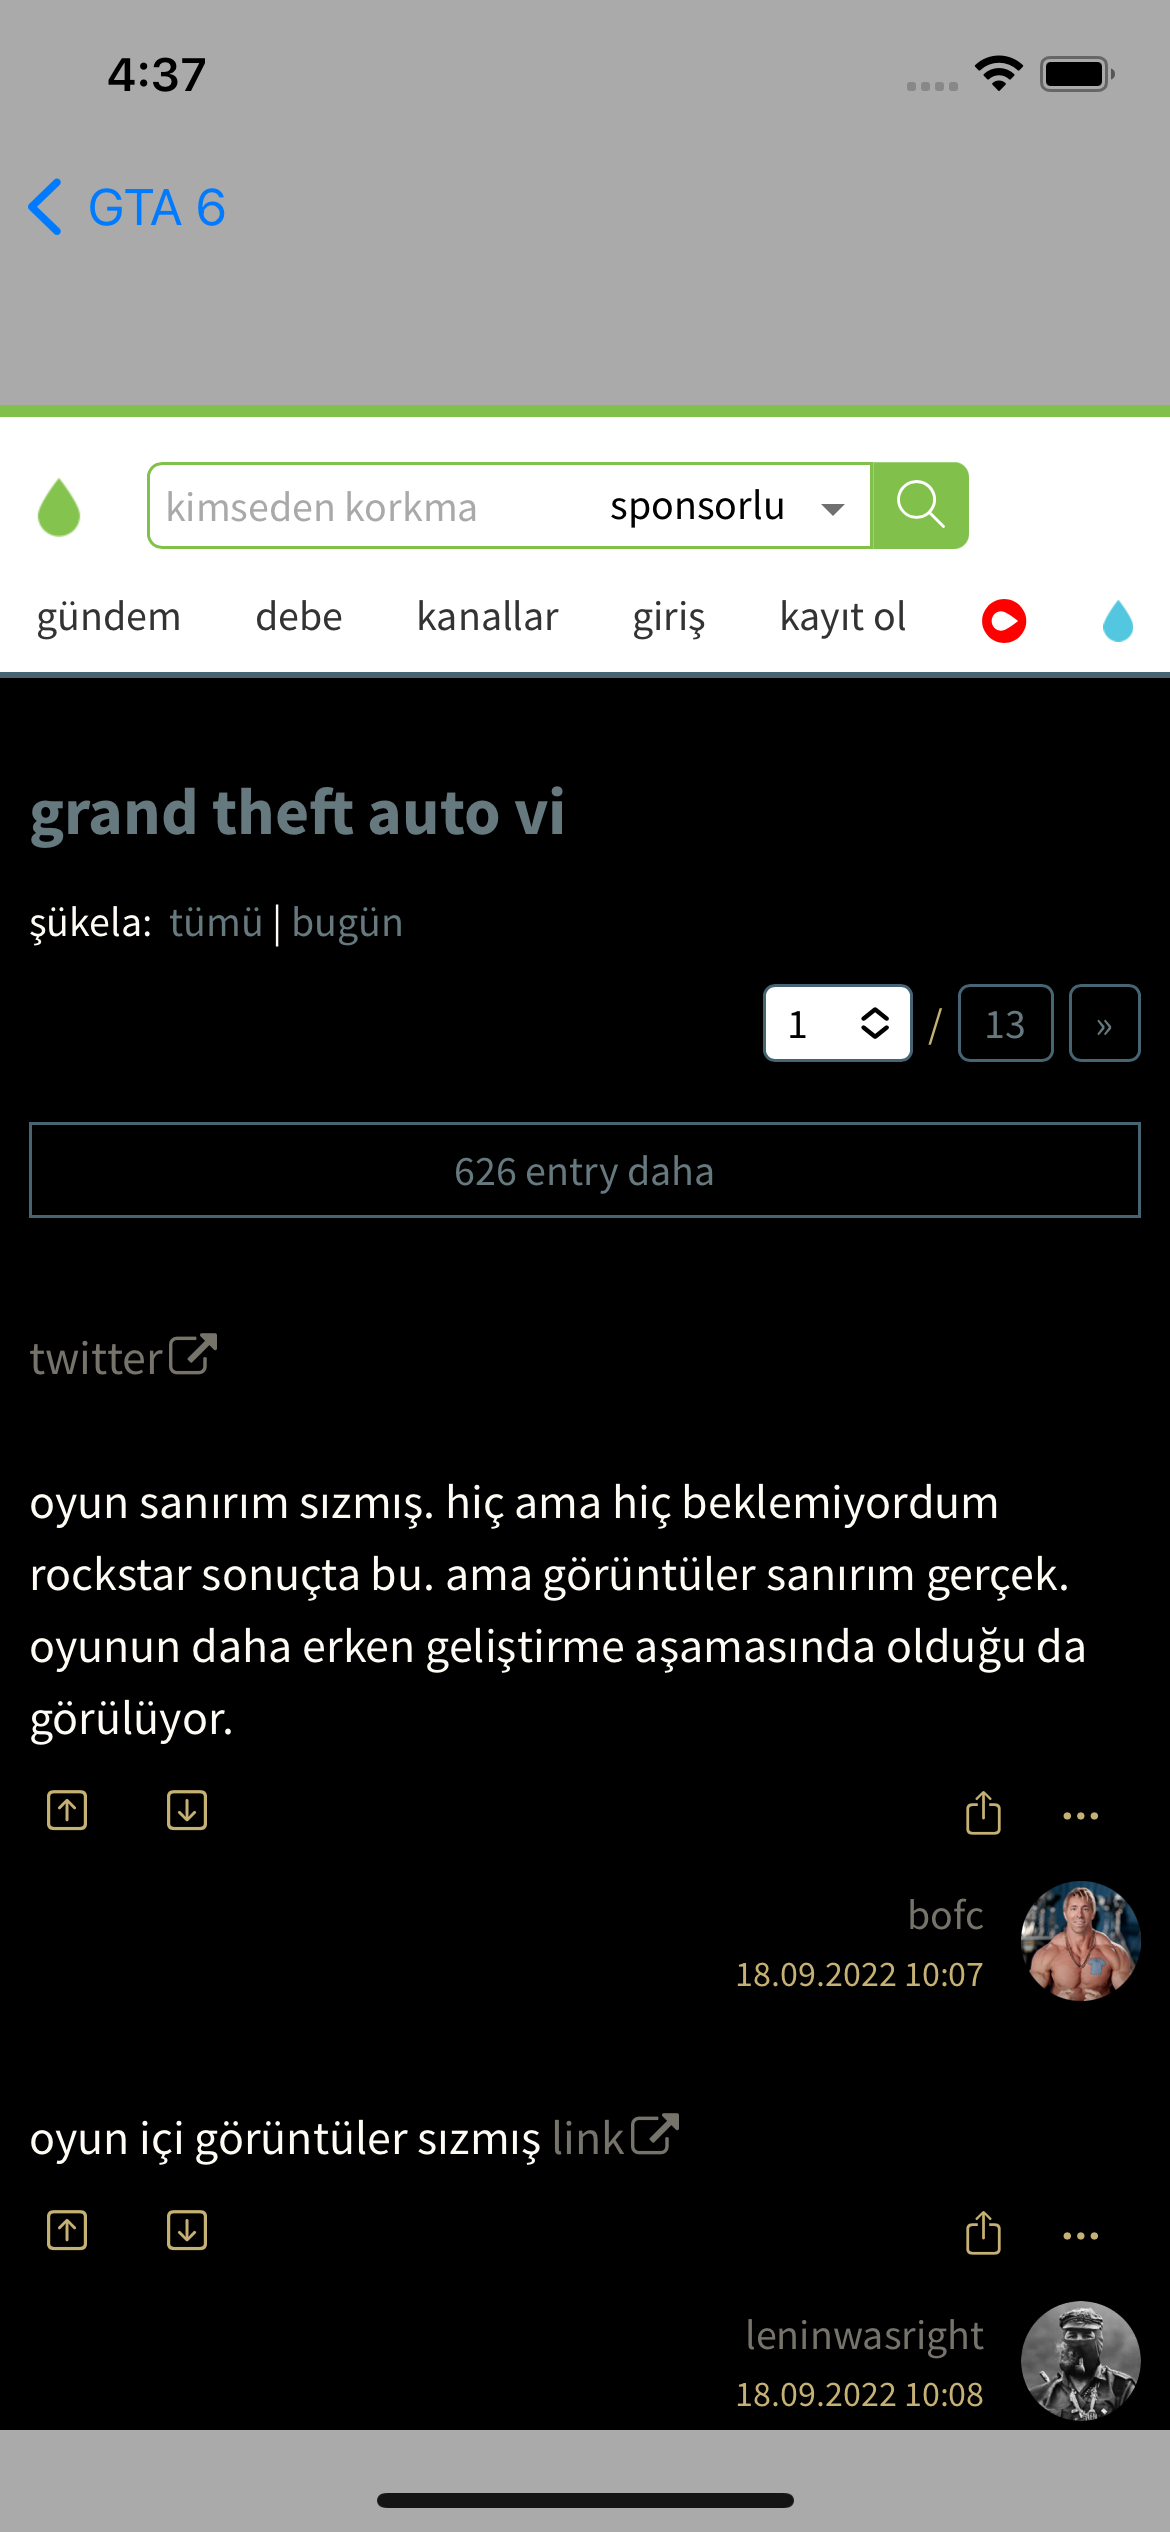 4:37
GTA 6
kimseden korkma sponsorlu
gündem debe kanallar giriş kayıt ol
grand theft auto vi
şükela: tümü | bugün
1 / 13 »
626 entry daha
twitter
oyun sanırım sızmış. hiç ama hiç beklemiyordum
rockstar sonuçta bu. ama görüntüler sanırım gerçek.
oyunun daha erken geliştirme aşamasında olduğu da
görülüyor.
bofc
18.09.2022 10:07
oyun içi görüntüler sızmış link
leninwasright
18.09.2022 10:08